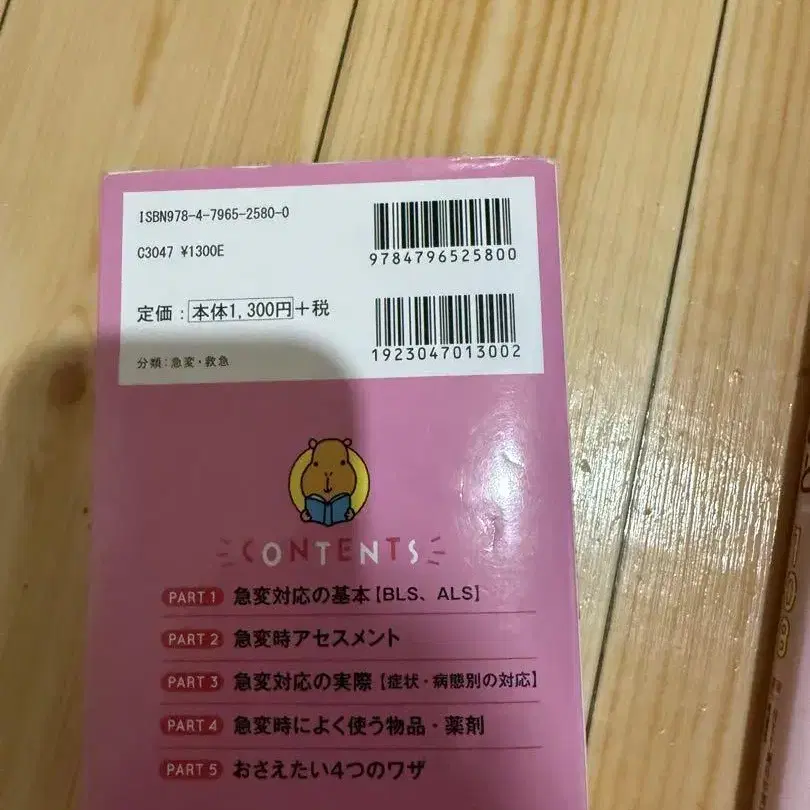 ISBN978-4-7965-2580-0
C3047 ¥1300E
9784796525800
定価：本体1,300円+税
1923047013002
分類：急変・救急
CONTENTS
PART 1 急変対応の基本【BLS、ALS】
PART 2 急変時アセスメント
PART 3 急変対応の実際【症状・病態別の対応】
PART 4 急変時によく使う物品・薬剤
PART 5 おさえたい4つのワザ